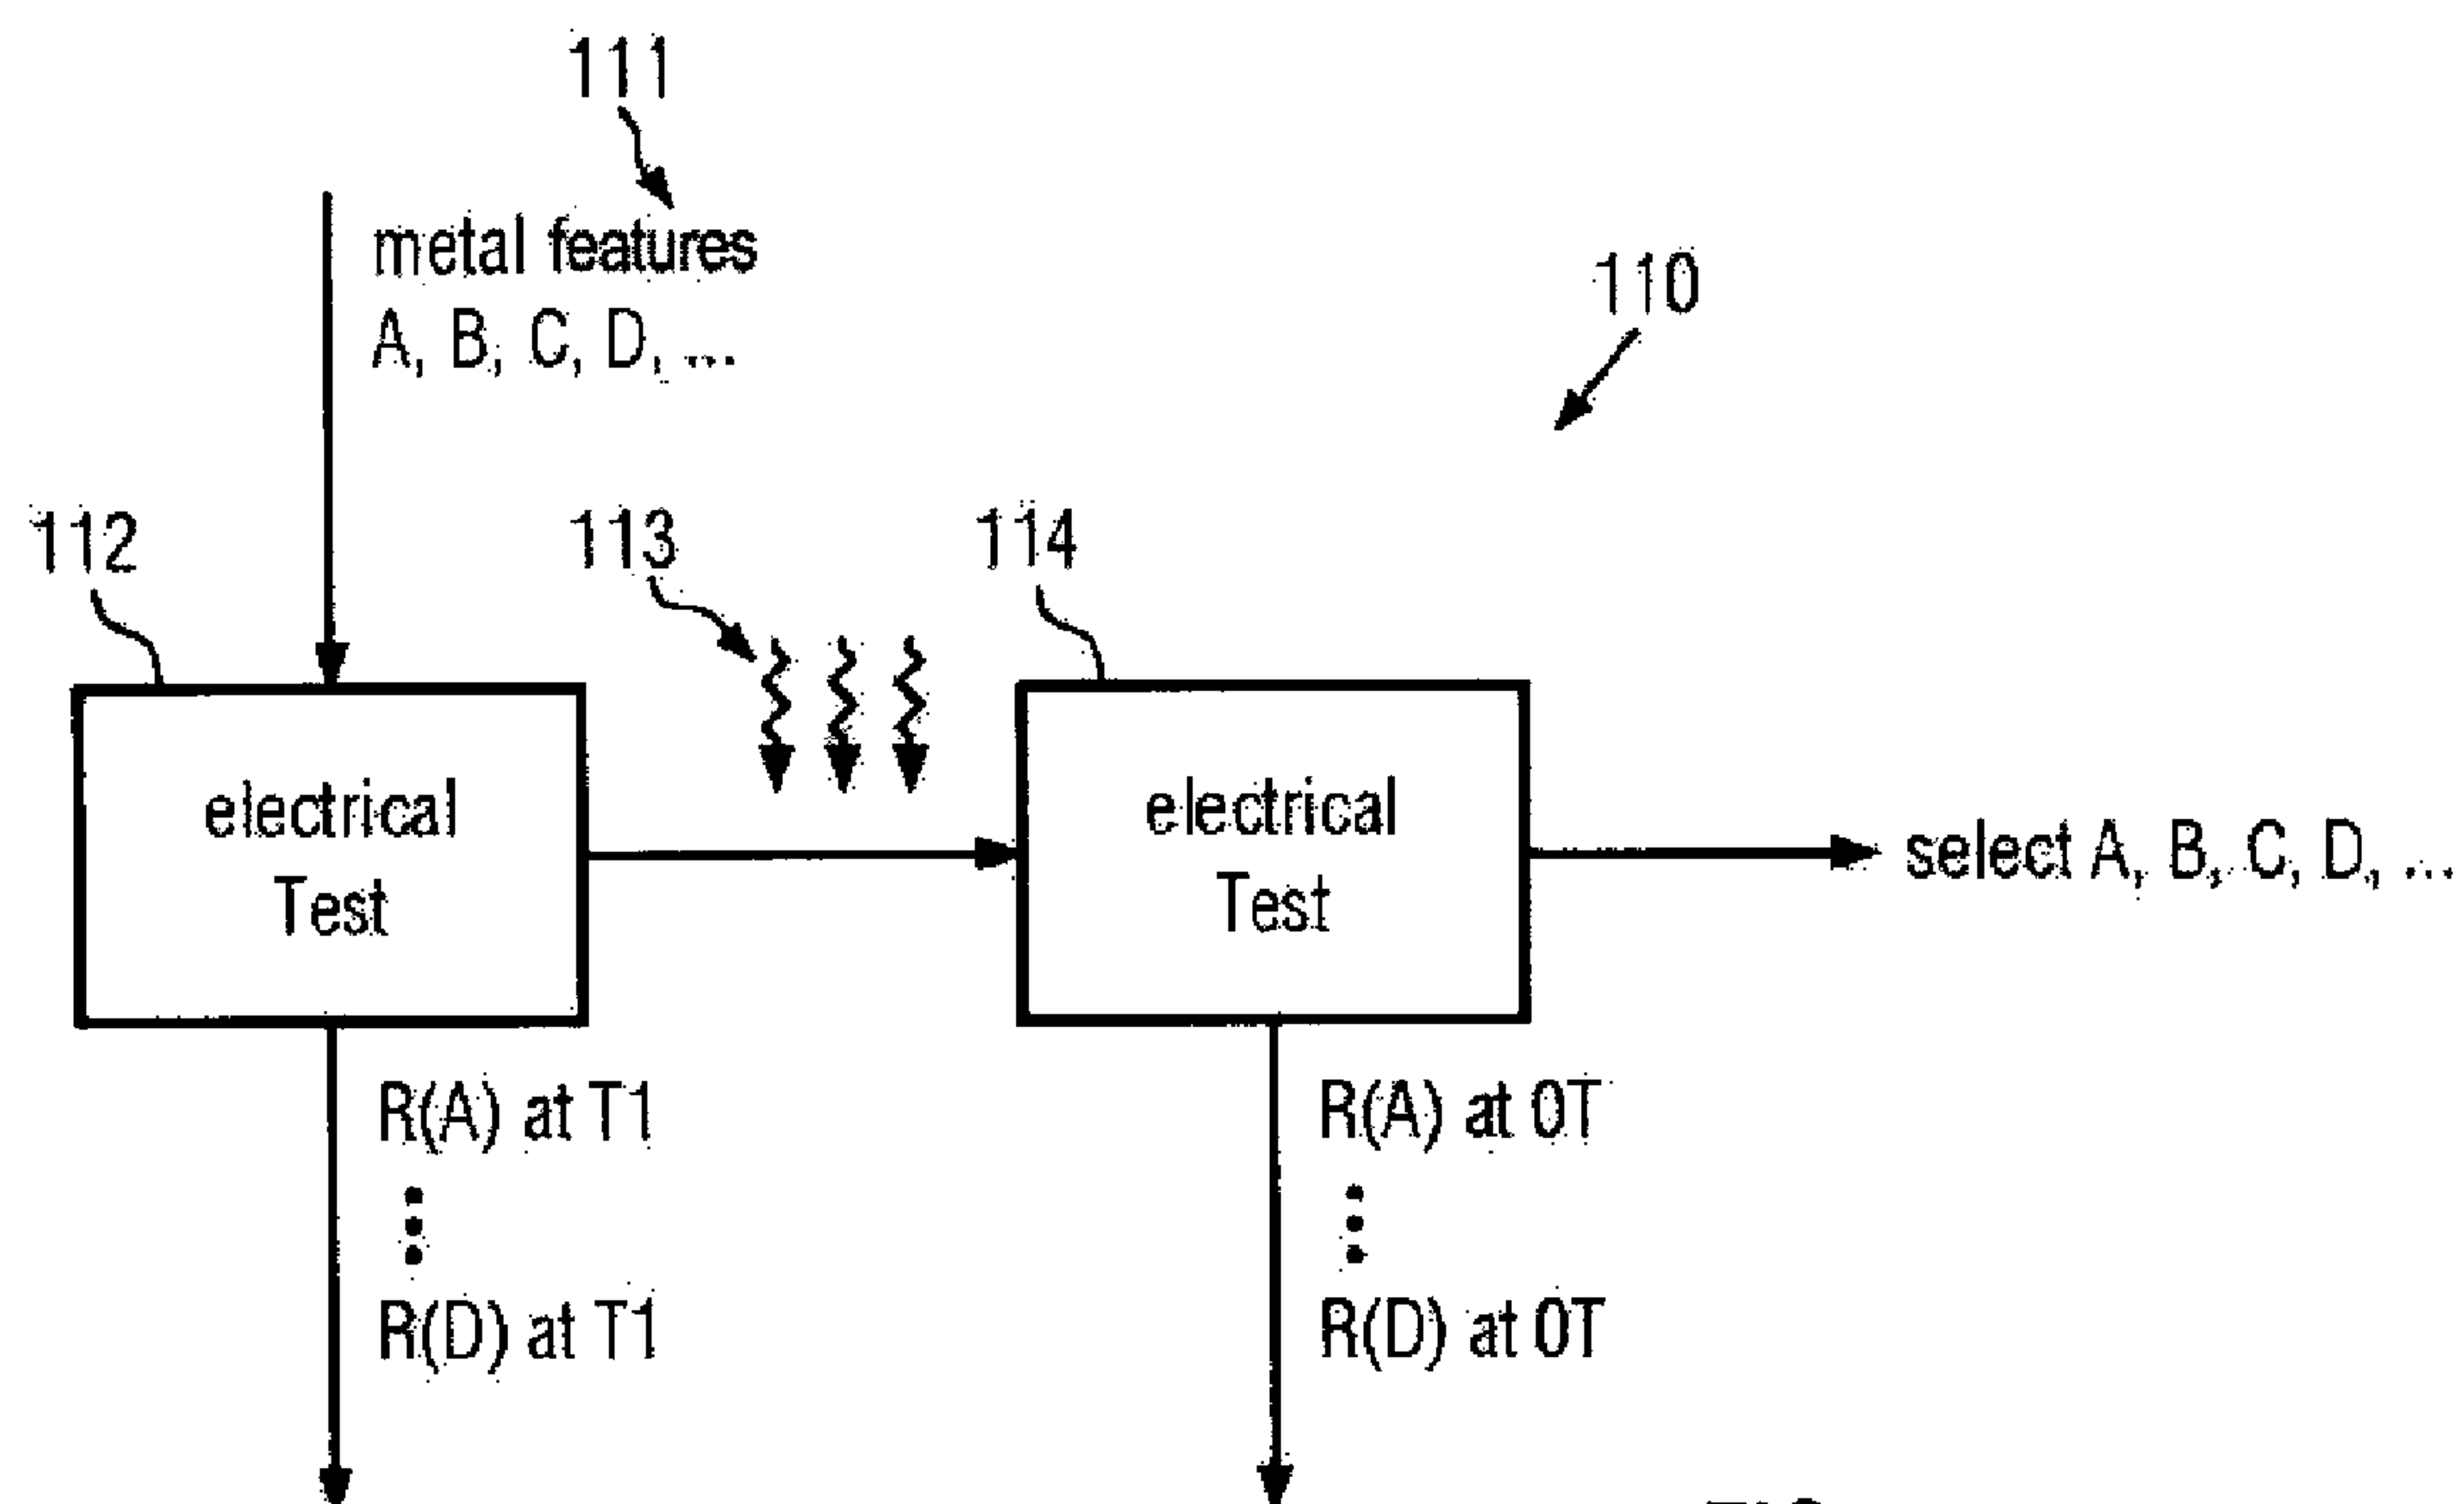 111
metal features
A, B, C, D, ...
110
112
113
114
electrical
Test
electrical
Test
select A, B, C, D, ...
R(A) at T1
R(D) at T1
R(A) at 0T
R(D) at 0T